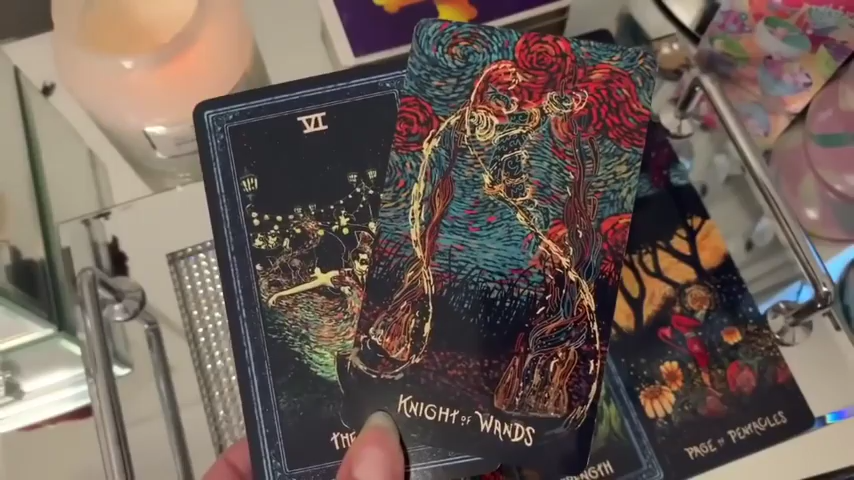 VI
KNIGHT OF WANDS
THE
PAGE OF PENTACLES